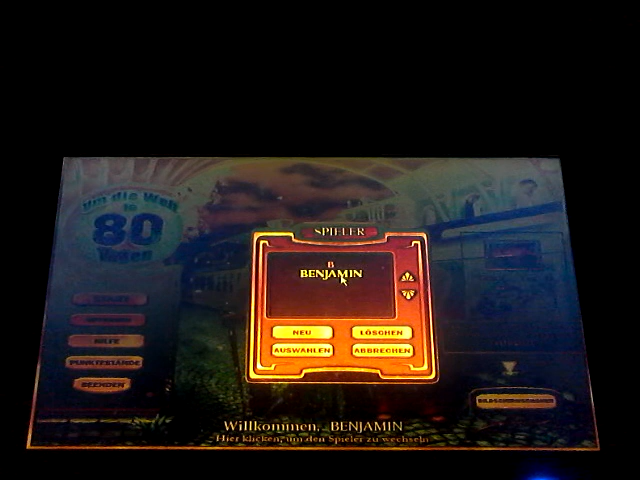 Um die Welt
in
80
Tagen
SPIELER
B
BENJAMIN
NEU
LÖSCHEN
AUSWÄHLEN
ABBRECHEN
HILFE
PUNKTESTÄNDE
BEENDEN
Willkommen, BENJAMIN
Hier klicken, um den Spieler zu wechseln